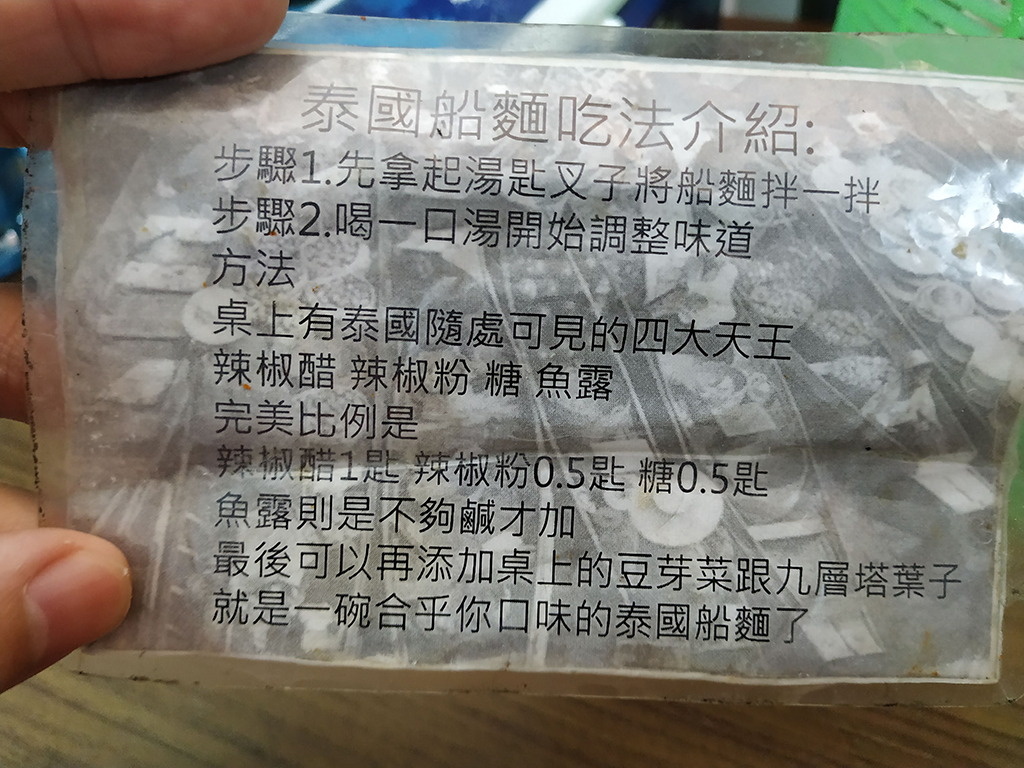 泰國船麵吃法介紹:
步驟1.先拿起湯匙叉子將船麵拌一拌
步驟2.喝一口湯開始調整味道
方法
桌上有泰國隨處可見的四大天王
辣椒醋 辣椒粉 糖 魚露
完美比例是
辣椒醋1匙 辣椒粉0.5匙 糖0.5匙
魚露則是不夠鹹才加
最後可以再添加桌上的豆芽菜跟九層塔葉子
就是一碗合乎你口味的泰國船麵了